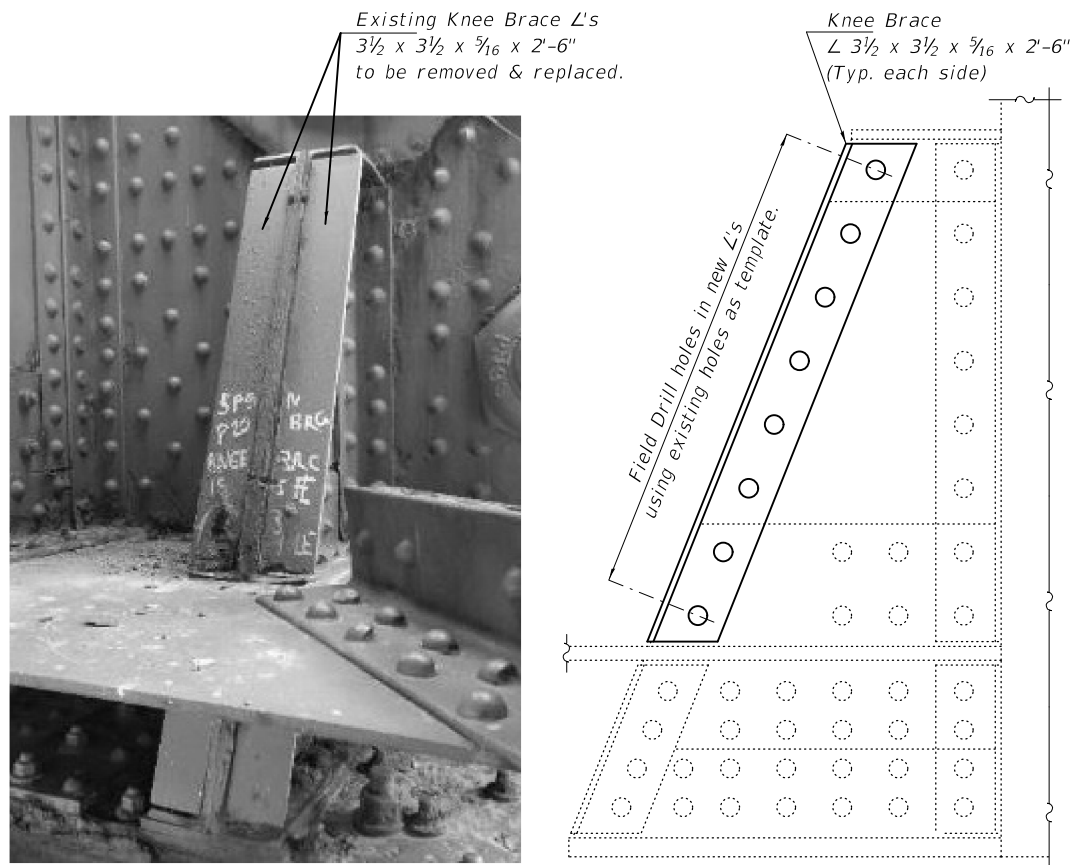 Existing Knee Brace ∠'s
3½ x 3½ x 5/16 x 2'-6"
to be removed & replaced.
Knee Brace
∠ 3½ x 3½ x 5/16 x 2'-6"
(Typ. each side)
Field Drill holes in new ∠'s
using existing holes as template.
BRG